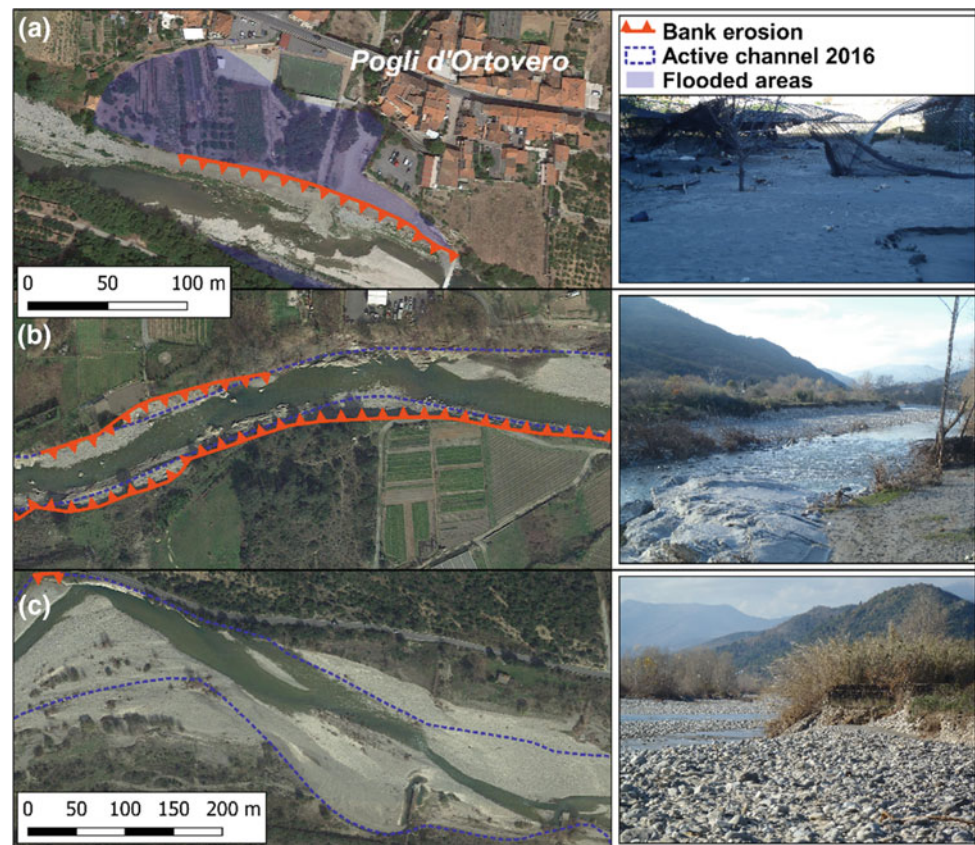 (a)
Pogli d'Ortovero
Bank erosion
Active channel 2016
Flooded areas
0 50 100 m
(b)
(c)
0 50 100 150 200 m